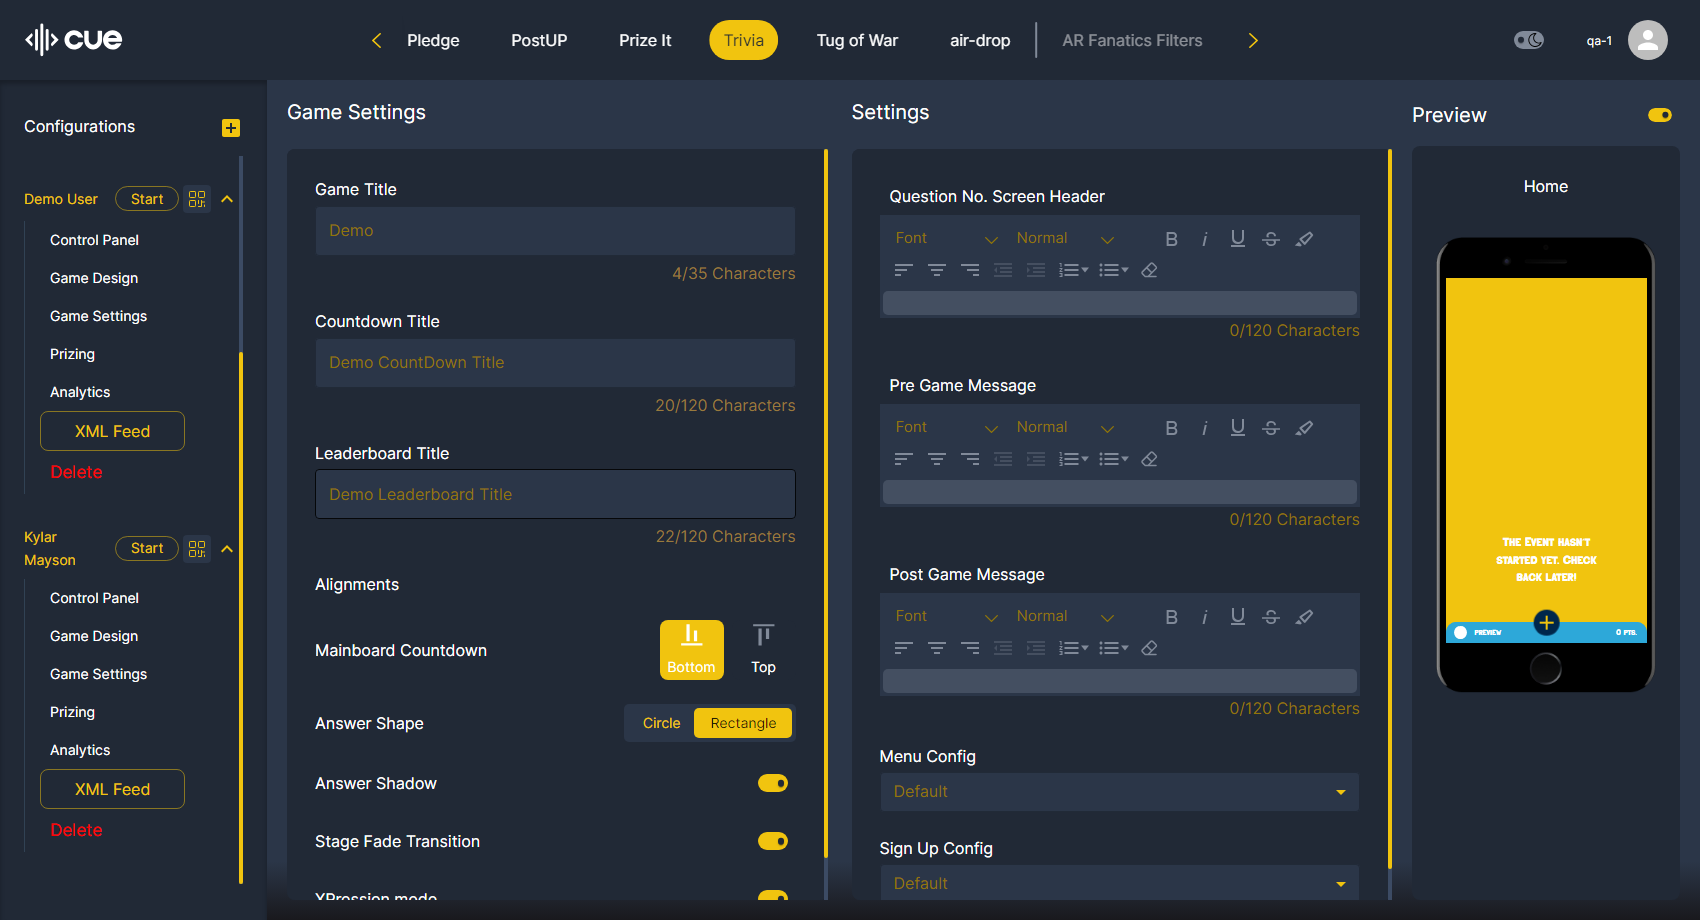 cue
Pledge
PostUP
Prize It
Trivia
Tug of War
air-drop
AR Fanatics Filters
qa-1
Configurations
Demo User
Start
Control Panel
Game Design
Game Settings
Prizing
Analytics
XML Feed
Delete
Kylar
Mayson
Start
Control Panel
Game Design
Game Settings
Prizing
Analytics
XML Feed
Delete
Game Settings
Game Title
Demo
4/35 Characters
Countdown Title
Demo CountDown Title
20/120 Characters
Leaderboard Title
Demo Leaderboard Title
22/120 Characters
Alignments
Mainboard Countdown
Bottom
Top
Answer Shape
Circle
Rectangle
Answer Shadow
Stage Fade Transition
XPression mode
Settings
Question No. Screen Header
Font
Normal
B i U S
0/120 Characters
Pre Game Message
Font
Normal
B i U S
0/120 Characters
Post Game Message
Font
Normal
B i U S
0/120 Characters
Menu Config
Default
Sign Up Config
Default
Preview
Home
The Event hasn't
started yet. Check
back later!
PREVIEW
0 PTS.